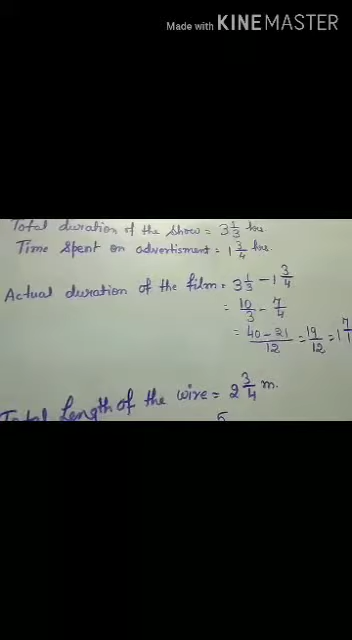 Made with KINEMASTER
Total duration of the show = 3 1/3 hrs
Time spent on advertisment = 1 3/4 hrs.
Actual duration of the film = 3 1/3 - 1 3/4
= 10/3 - 7/4
= 40 - 21/12 = 19/12 = 1 7/1
Total Length of the wire = 2 3/4 m.
5